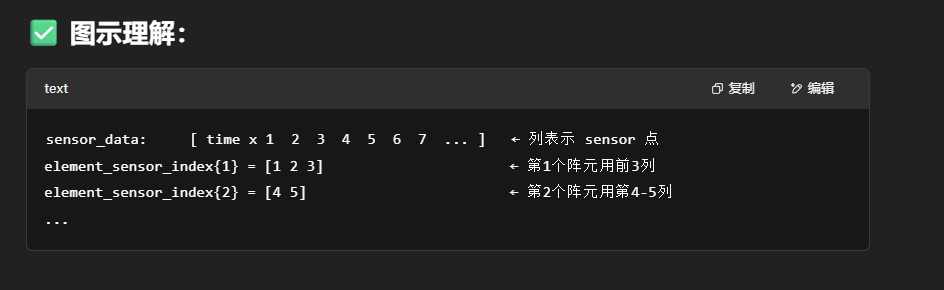 ✅ 图示理解：
text 复制 编辑
sensor_data: [ time x 1 2 3 4 5 6 7 ... ] ← 列表示 sensor 点
element_sensor_index{1} = [1 2 3] ← 第1个阵元用前3列
element_sensor_index{2} = [4 5] ← 第2个阵元用第4-5列
...